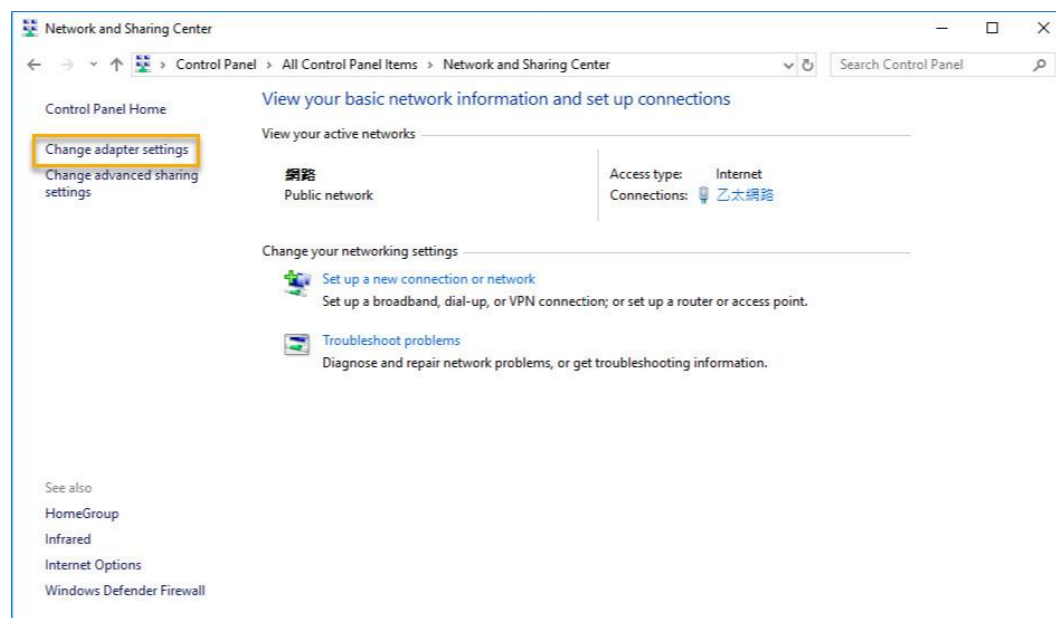 Network and Sharing Center
Control Panel > All Control Panel Items > Network and Sharing Center
Search Control Panel
Control Panel Home
Change adapter settings
Change advanced sharing
settings
View your basic network information and set up connections
View your active networks
網路
Public network
Access type: Internet
Connections: 乙太網路
Change your networking settings
Set up a new connection or network
Set up a broadband, dial-up, or VPN connection; or set up a router or access point.
Troubleshoot problems
Diagnose and repair network problems, or get troubleshooting information.
See also
HomeGroup
Infrared
Internet Options
Windows Defender Firewall